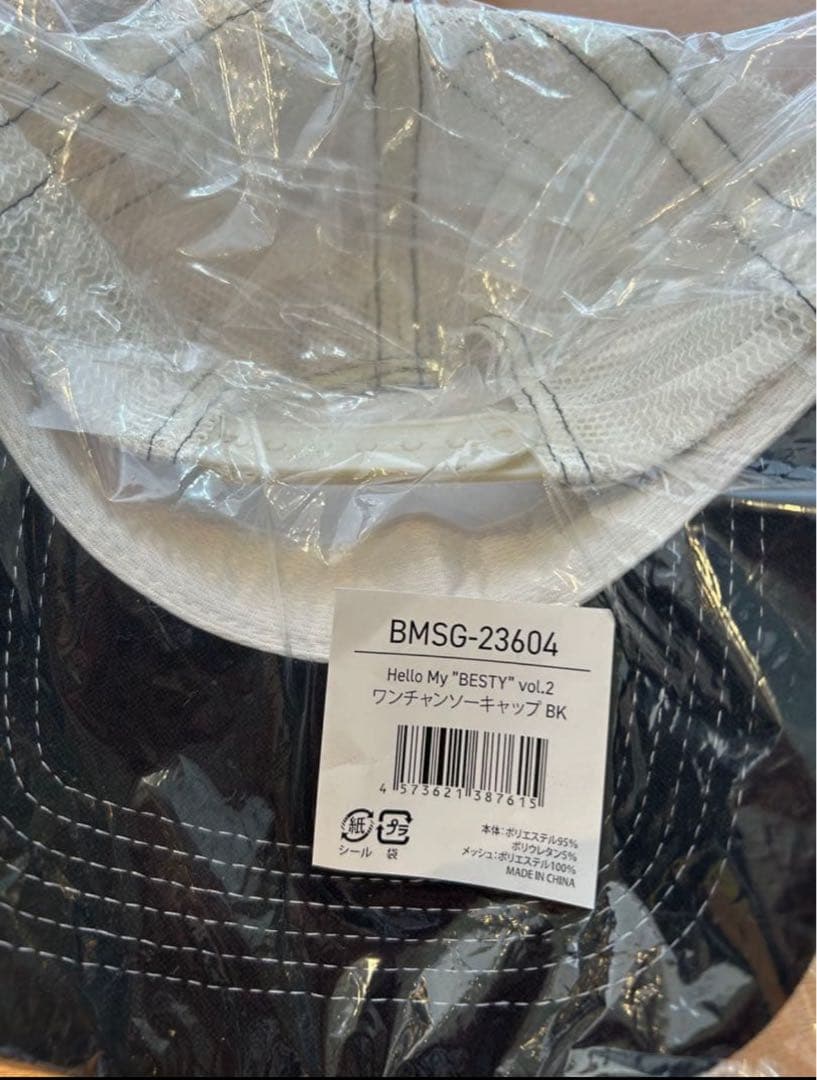 BMSG-23604
Hello My "BESTY" vol.2
ワンチャンソーキャップ BK
4 573621 387615
紙 プラ
シール 袋
本体:ポリエステル95%
ポリウレタン5%
メッシュ:ポリエステル100%
MADE IN CHINA